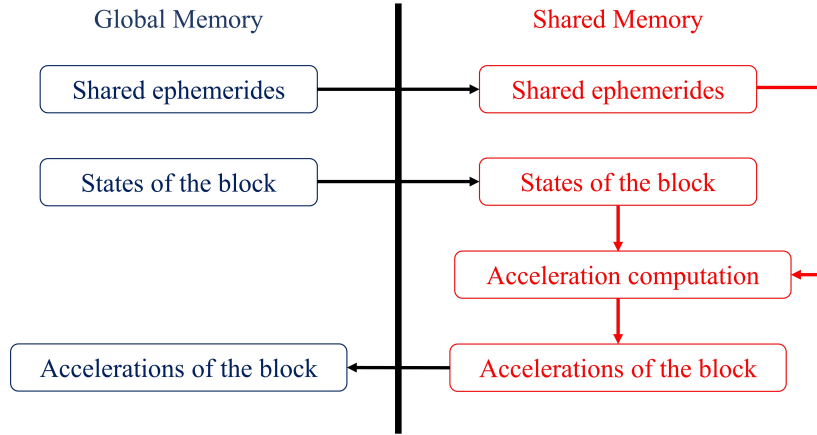 Global Memory
Shared Memory
Shared ephemerides
Shared ephemerides
States of the block
States of the block
Acceleration computation
Accelerations of the block
Accelerations of the block